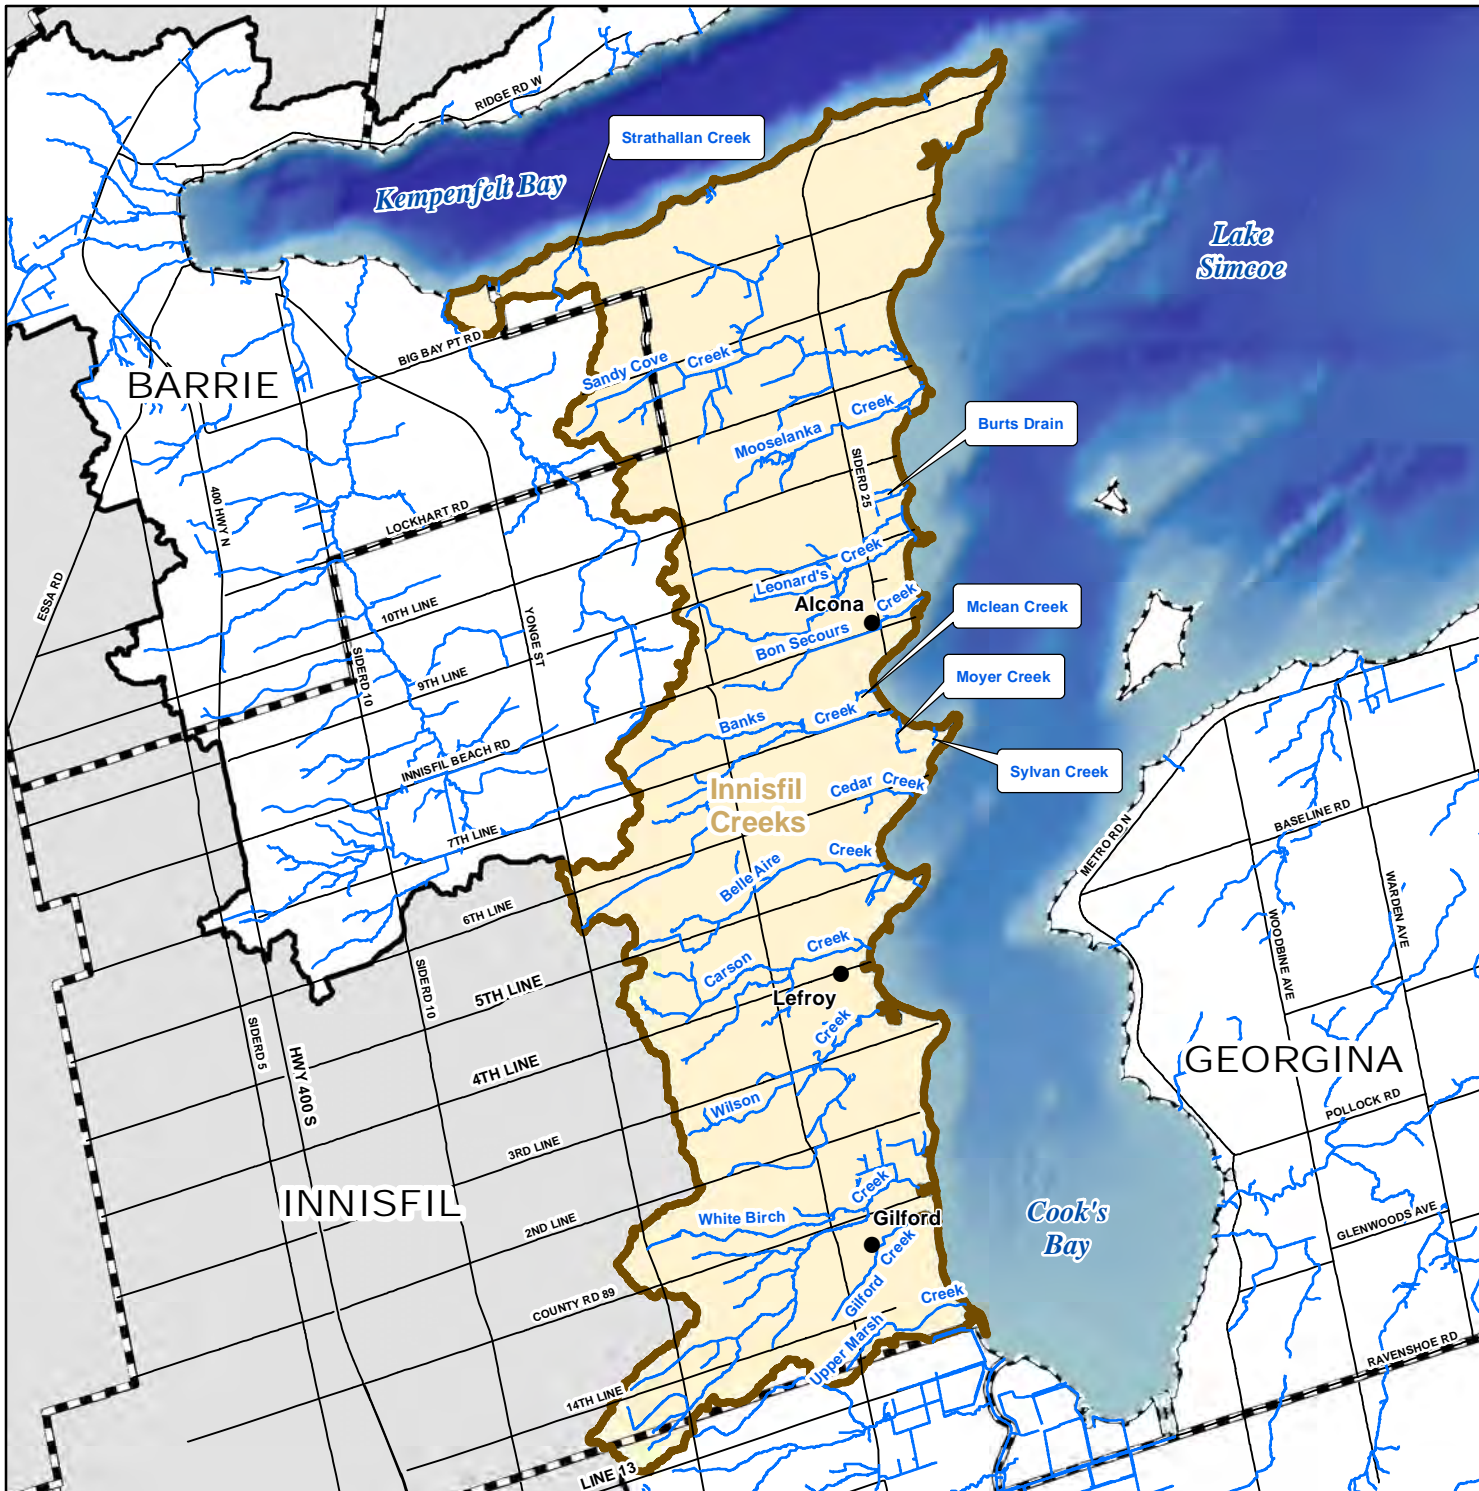 RIDGE RD W
Strathallan Creek
Kempenfelt Bay
Lake
Simcoe
BIG BAY PT RD
BARRIE
Sandy Cove
Creek
Mooselanka
Creek
Burts Drain
SIDERD 25
400 HWY N
LOCKHART RD
ESSA RD
Leonard's
Creek
10TH LINE
YONGE ST
Alcona
Creek
Mclean Creek
Bon Secours
SIDERD 10
9TH LINE
Moyer Creek
Banks
Creek
INNISFIL BEACH RD
Sylvan Creek
Innisfil
Creeks
Cedar
Creek
7TH LINE
METRO RD N
BASELINE RD
Belle Aire
Creek
WARDEN AVE
6TH LINE
WOODBINE AVE
Carson
Creek
SIDERD 10
5TH LINE
Lefroy
SIDERD 5
HWY 400 S
Creek
4TH LINE
GEORGINA
Wilson
POLLOCK RD
3RD LINE
INNISFIL
Creek
White Birch
Gilford
2ND LINE
Cook's
Bay
GLENWOODS AVE
Gilford
Creek
COUNTY RD 89
Upper Marsh
Creek
RAVENSHOE RD
14TH LINE
LINE 13